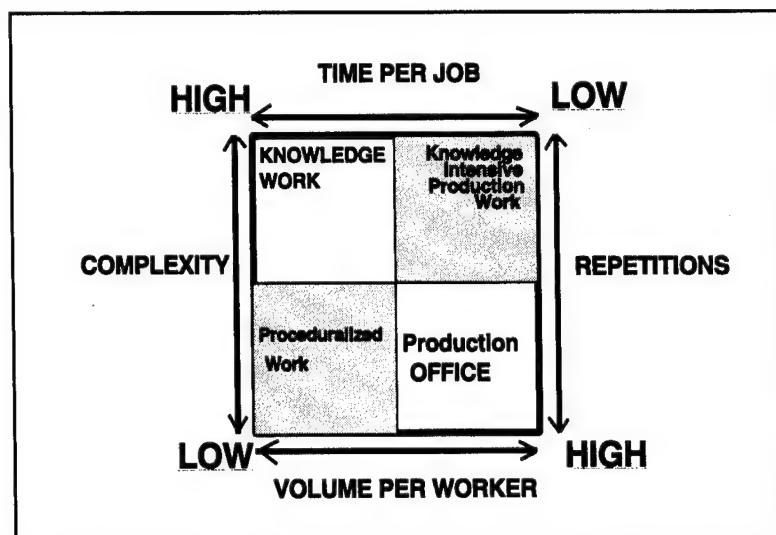 TIME PER JOB
HIGH
LOW
KNOWLEDGE
WORK
Knowledge
Intensive
Production
Work
COMPLEXITY
REPETITIONS
Proceduralized
Work
Production
OFFICE
LOW
HIGH
VOLUME PER WORKER